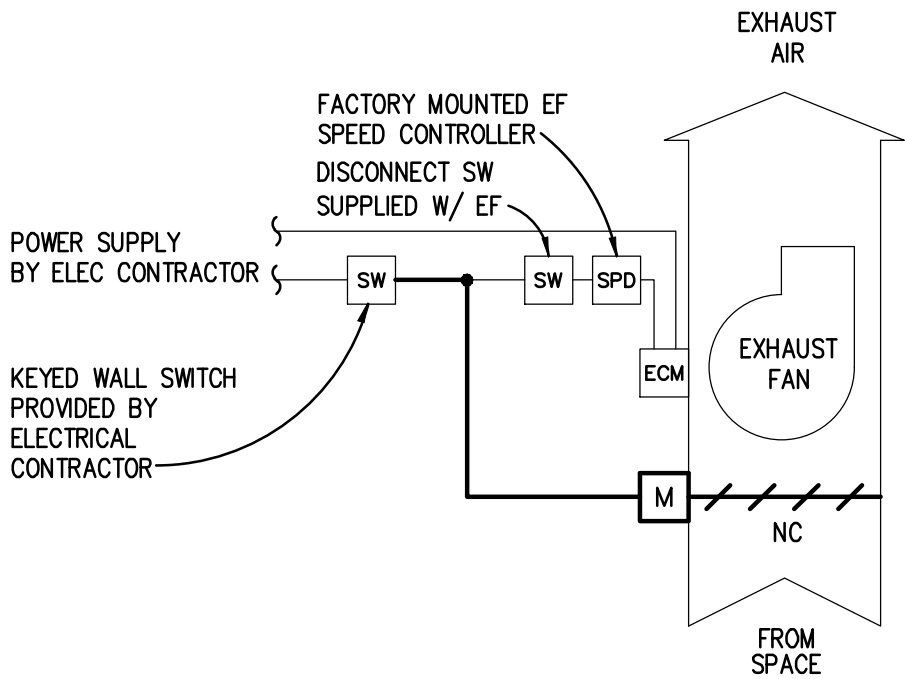 EXHAUST
AIR
FACTORY MOUNTED EF
SPEED CONTROLLER
DISCONNECT SW
SUPPLIED W/ EF
POWER SUPPLY
BY ELEC CONTRACTOR
SW
SW
SPD
ECM
EXHAUST
FAN
KEYED WALL SWITCH
PROVIDED BY
ELECTRICAL
CONTRACTOR
M
NC
FROM
SPACE